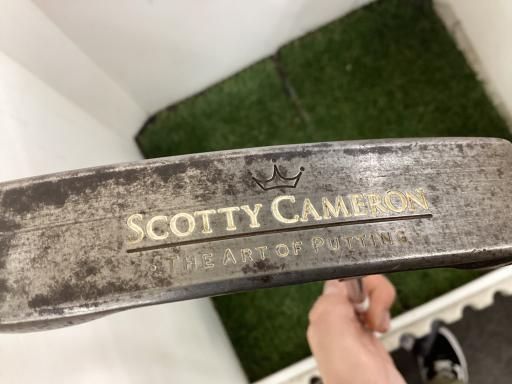 SCOTTY CAMERON
THE ART OF PUTTING